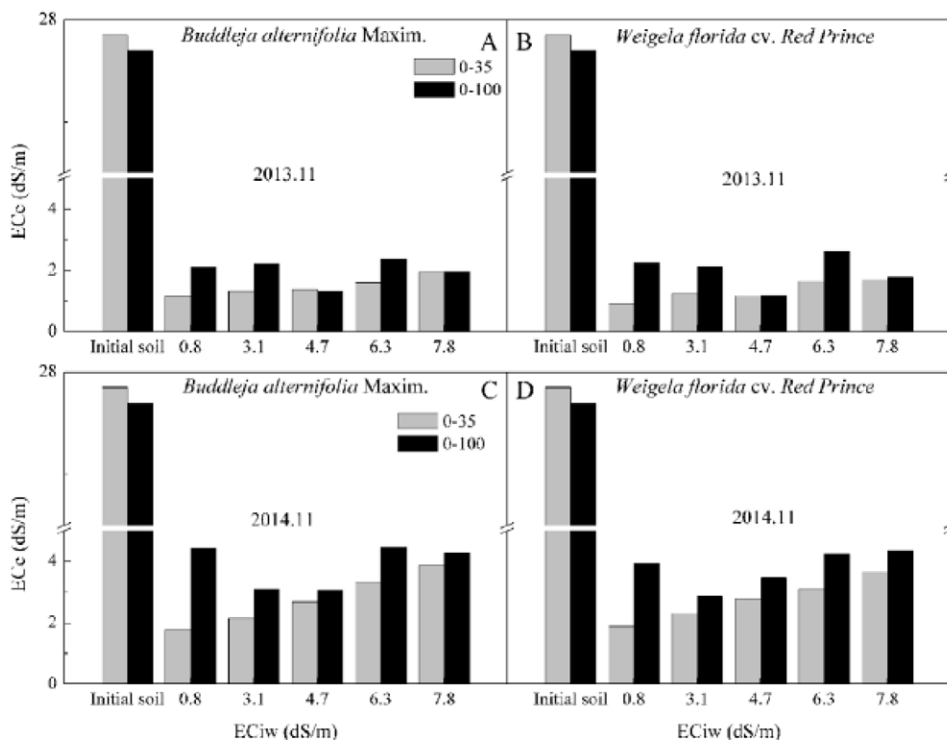 28
Buddleja alternifolia Maxim. A
0-35
0-100
2013.11
ECe (dS/m)
4
2
0
Initial soil 0.8 3.1 4.7 6.3 7.8
B Weigela florida cv. Red Prince
2013.11
Initial soil 0.8 3.1 4.7 6.3 7.8
28
Buddleja alternifolia Maxim. C
0-35
0-100
2014.11
ECe (dS/m)
4
2
0
Initial soil 0.8 3.1 4.7 6.3 7.8
ECiw (dS/m)
D Weigela florida cv. Red Prince
2014.11
Initial soil 0.8 3.1 4.7 6.3 7.8
ECiw (dS/m)